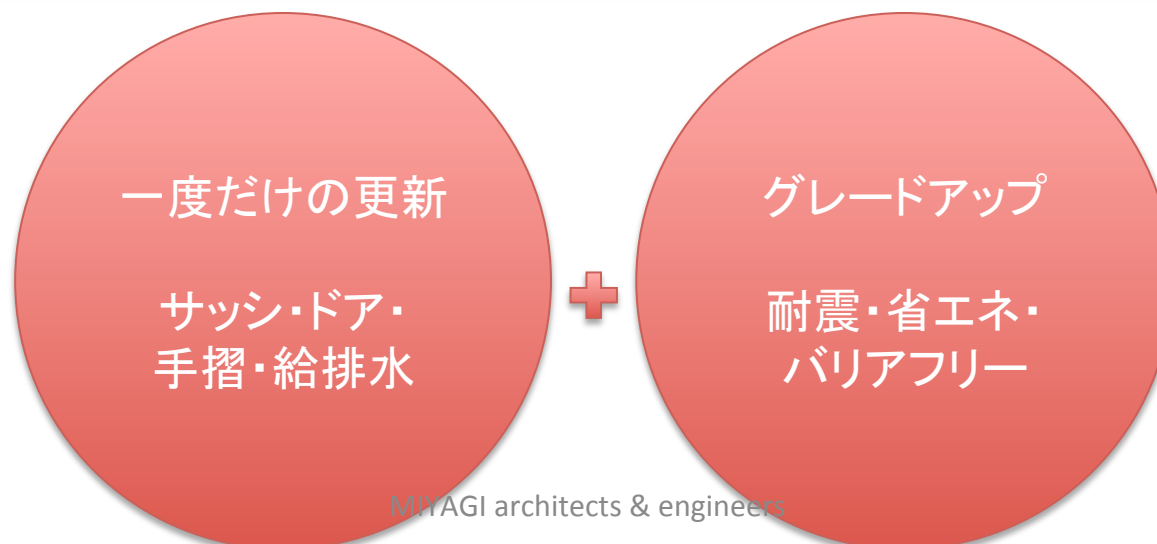 一度だけの更新
サッシ・ドア・
手摺・給排水
グレードアップ
耐震・省エネ・
バリアフリー
MIYAGI architects & engineers